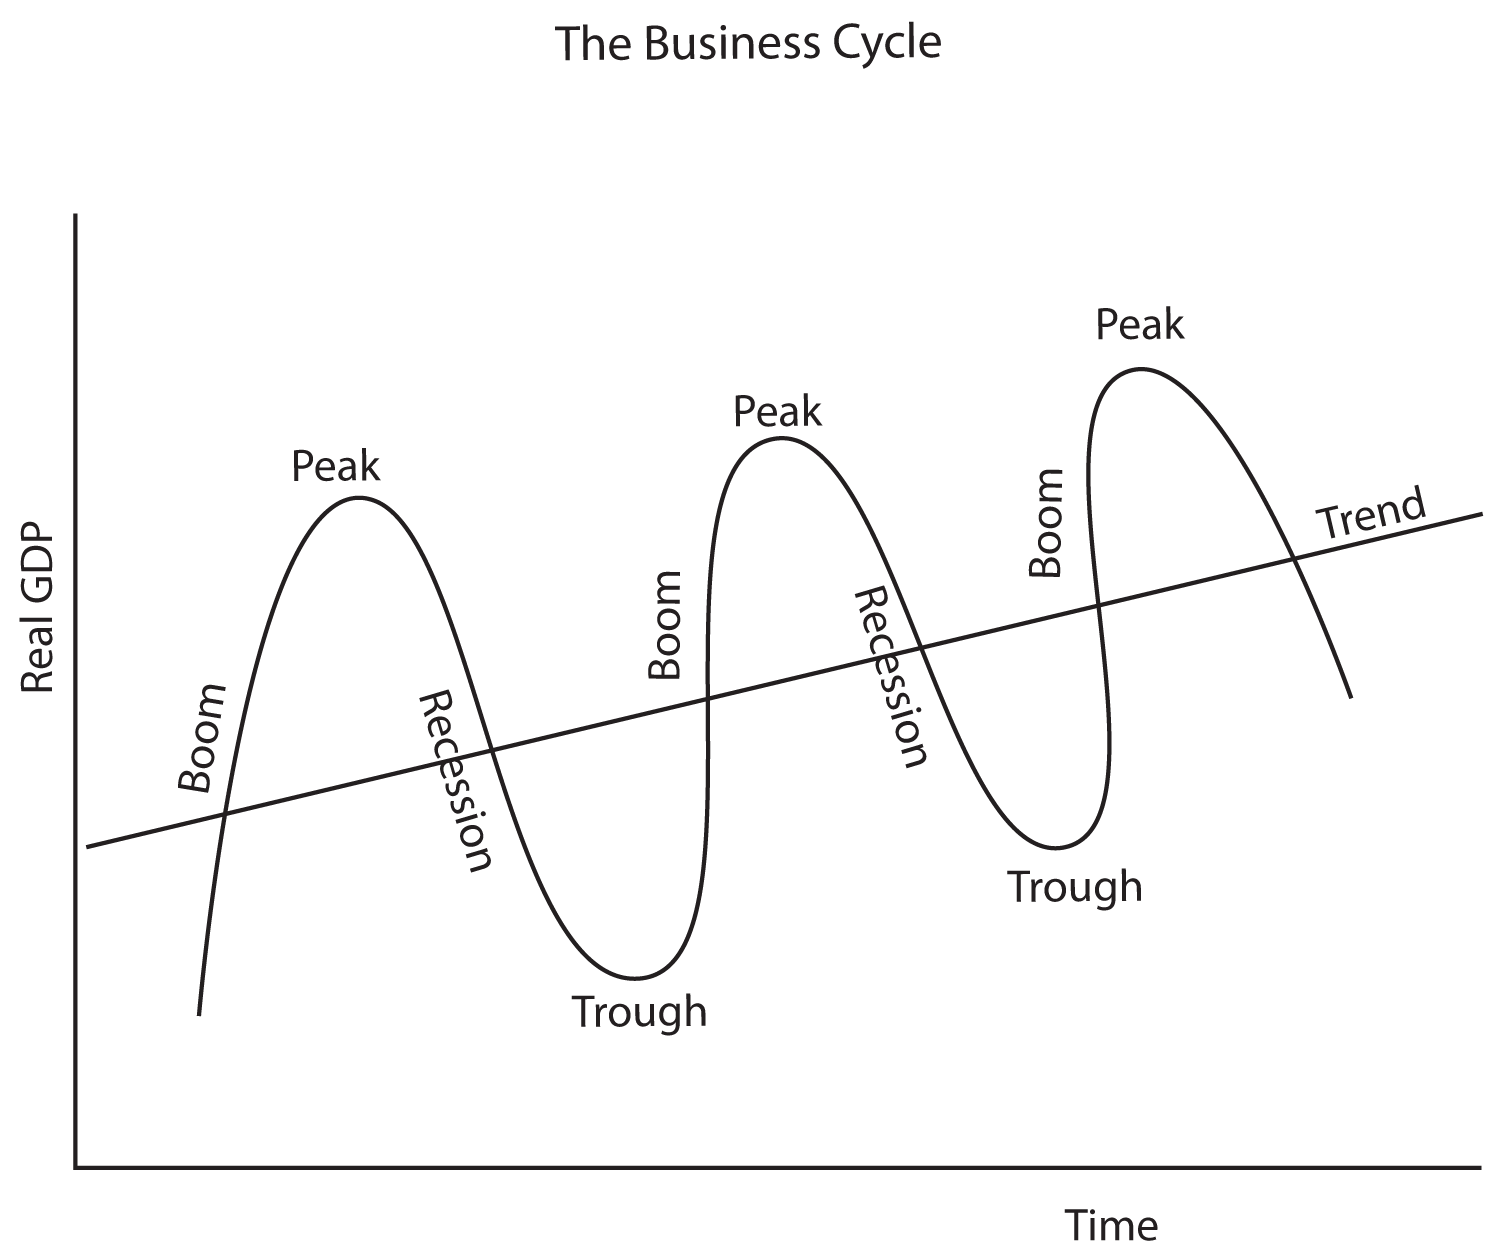 The Business Cycle
Peak
Peak
Peak
Boom
Recession
Boom
Recession
Boom
Trend
Real GDP
Trough
Trough
Time